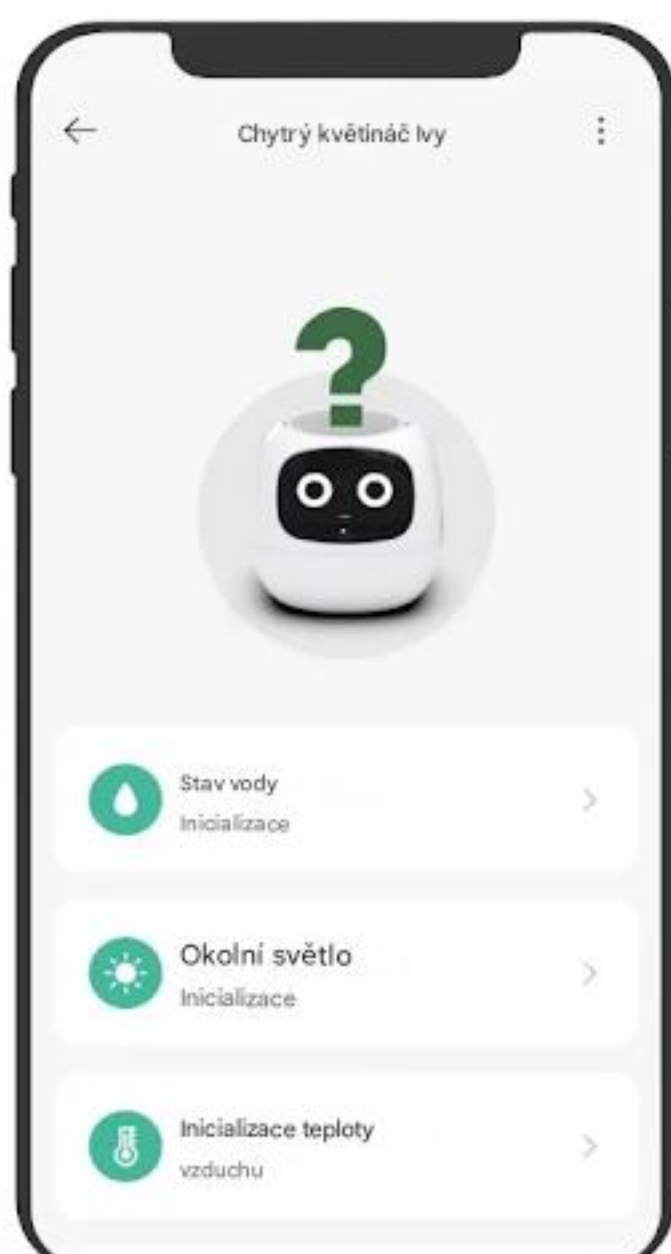 Chytrý květináč Ivy
?
Stav vody
Inicializace
Okolní světlo
Inicializace
Inicializace teploty
vzduchu